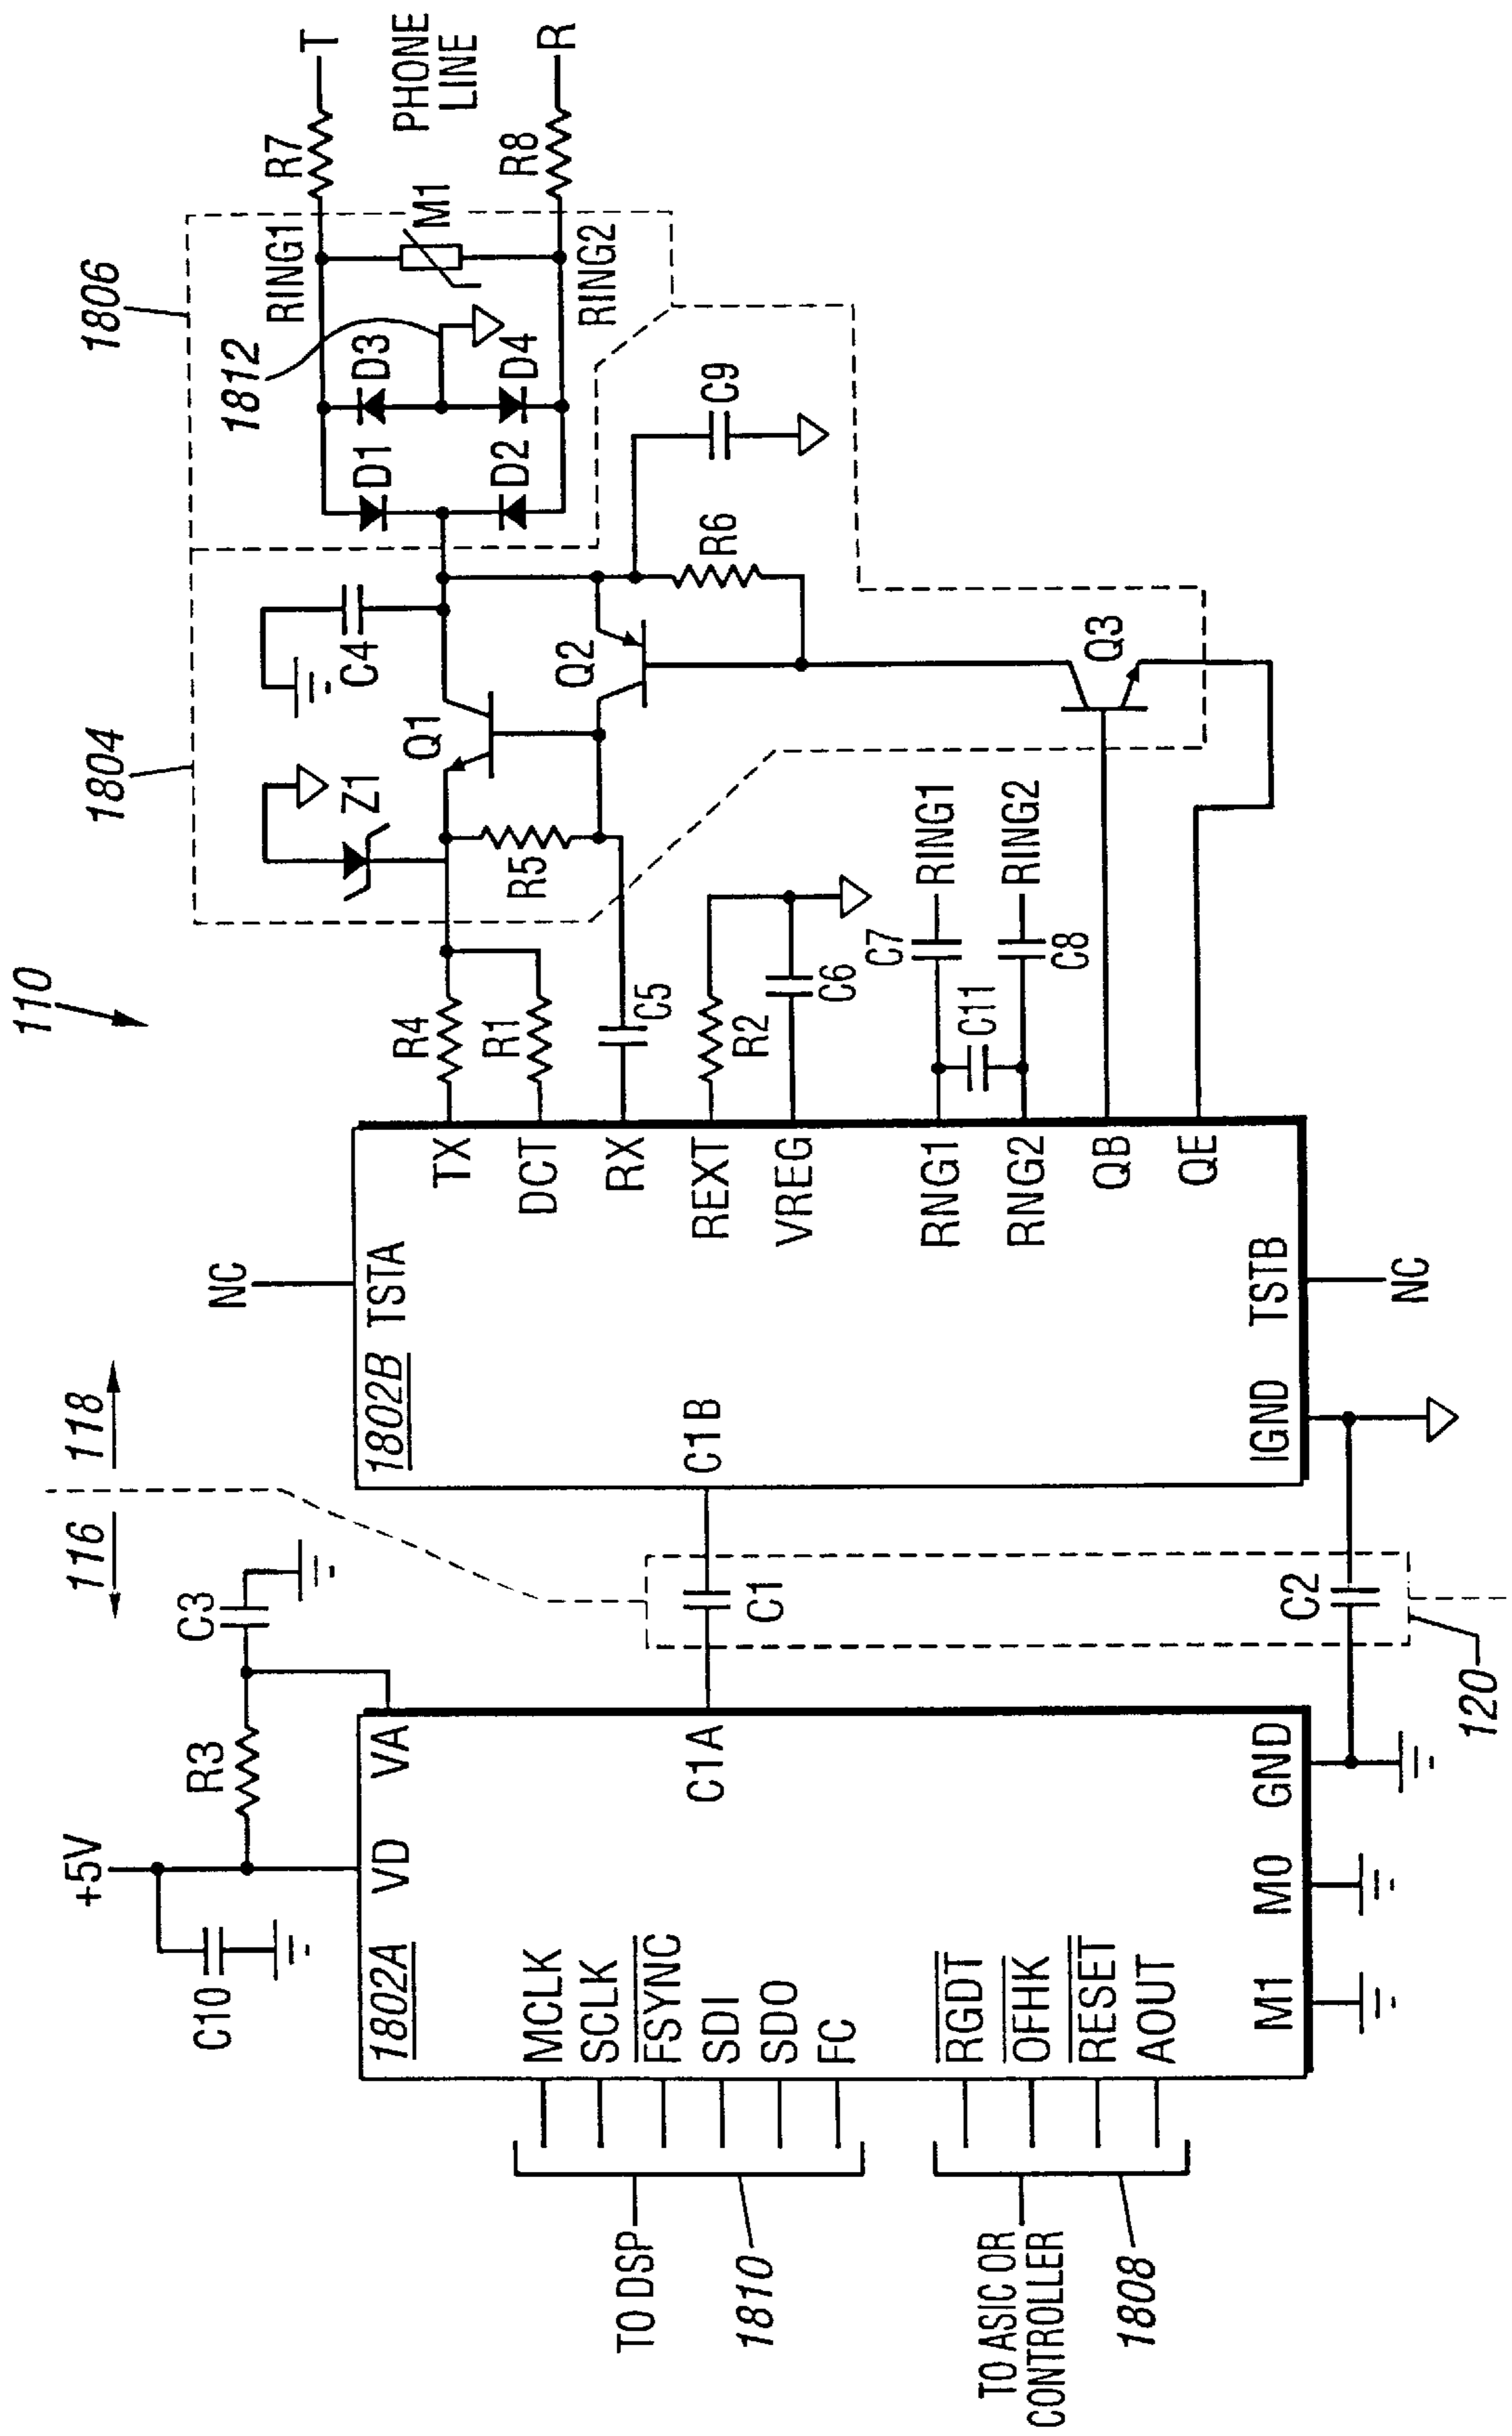 110
116
118
1804
1806
1812
+5V
C10
R3
C3
NC
1802A
VD
VA
MCLK
SCLK
FSYNC
SDI
SDO
FC
RGDT
OFHK
RESET
AOUT
M1
M0
GND
C1A
TO DSP
1810
TO ASIC OR
CONTROLLER
1808
C1
C2
120
1802B
TSTA
C1B
IGND
TSTB
NC
TX
DCT
RX
REXT
VREG
RNG1
RNG2
QB
QE
R4
R1
C5
R2
C6
C7
RING1
C11
C8
RING2
Z1
R5
Q1
C4
Q2
R6
Q3
C9
D1
D2
D3
D4
RING1
M1
RING2
R7
R8
T
PHONE
LINE
R